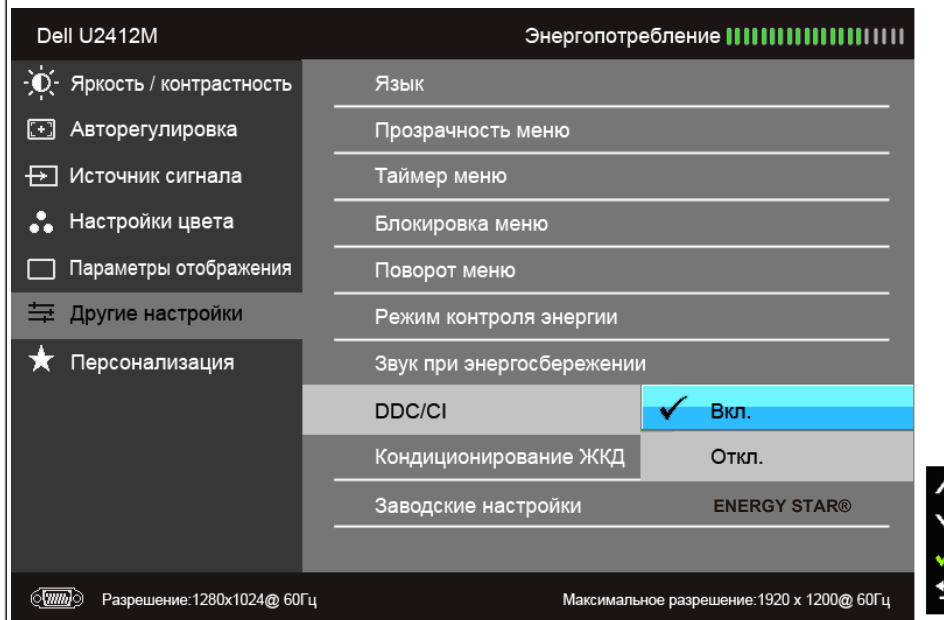 Dell U2412M Энергопотребление
Яркость / контрастность
Авторегулировка
Источник сигнала
Настройки цвета
Параметры отображения
Другие настройки
Персонализация
Язык
Прозрачность меню
Таймер меню
Блокировка меню
Поворот меню
Режим контроля энергии
Звук при энергосбережении
DDC/CI Вкл.
Кондиционирование ЖКД Откл.
Заводские настройки ENERGY STAR®
Разрешение:1280x1024@ 60Гц Максимальное разрешение:1920 x 1200@ 60Гц